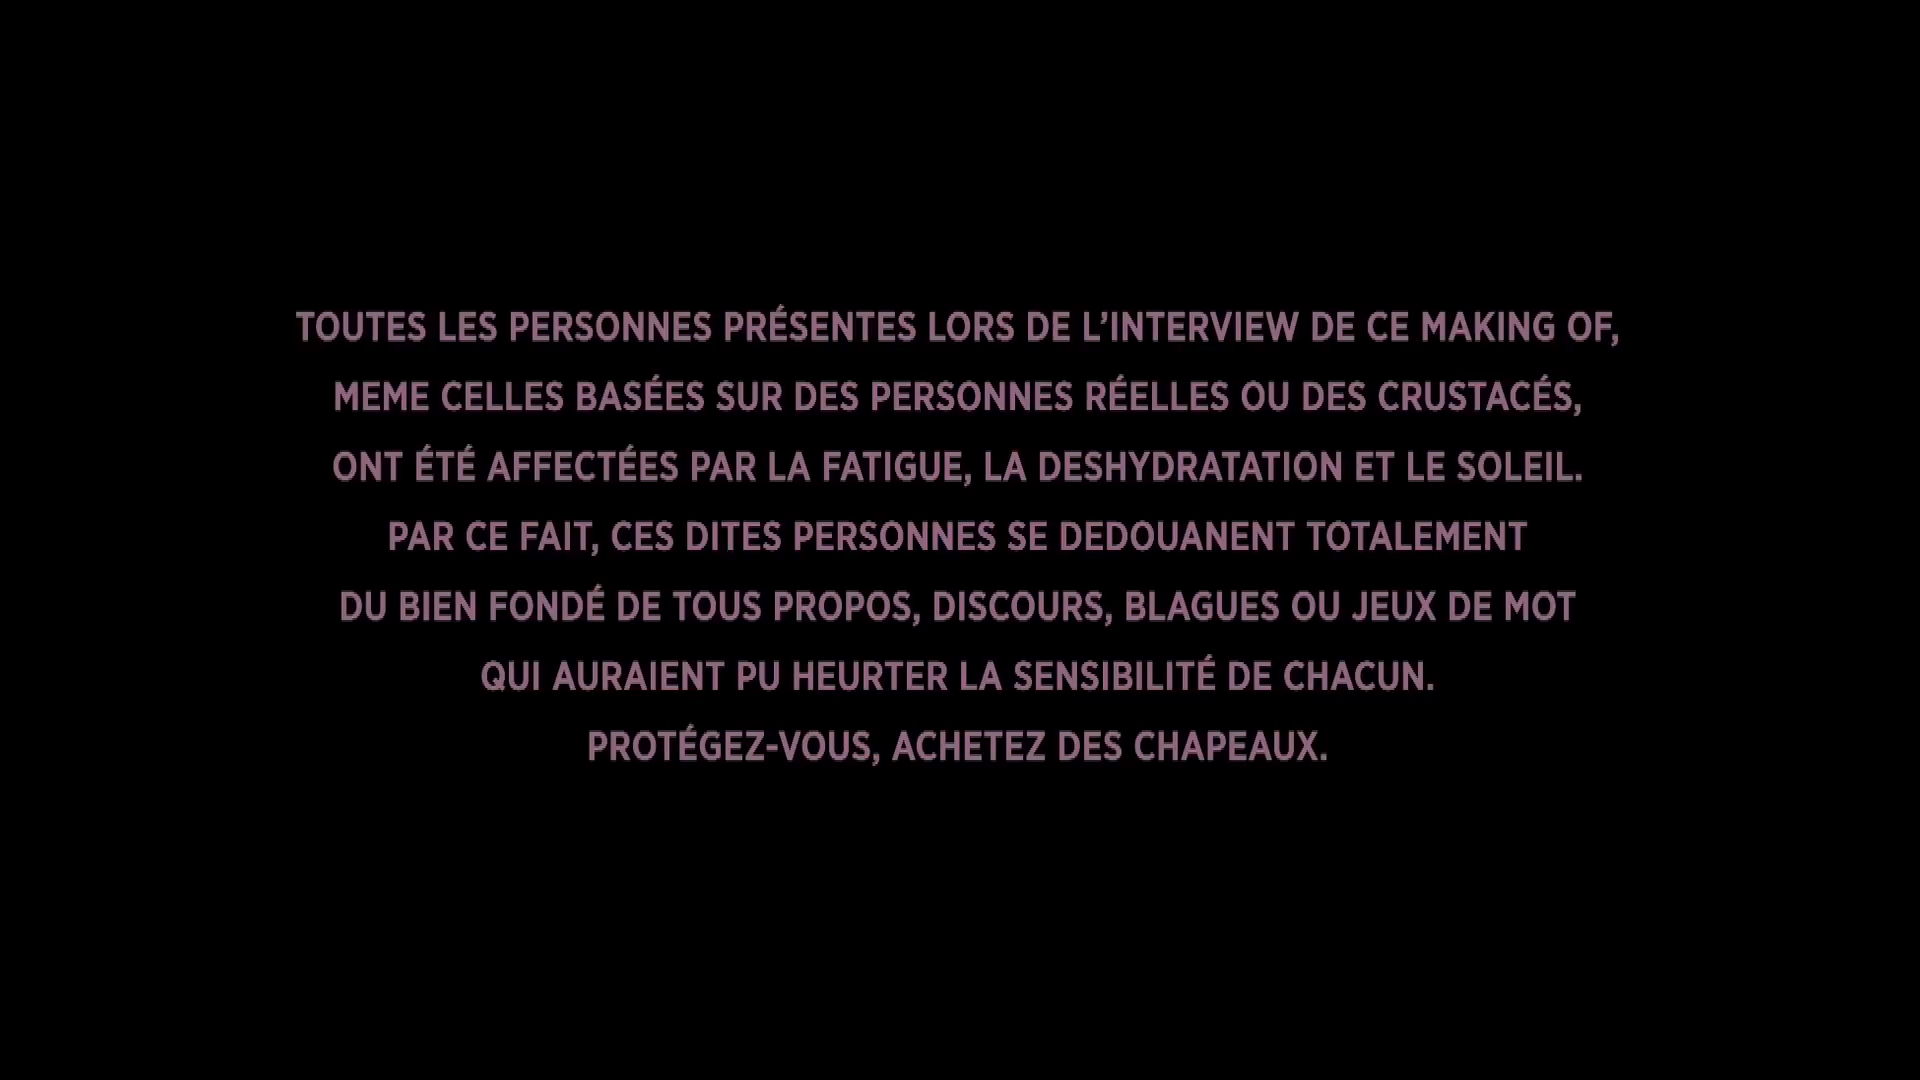 TOUTES LES PERSONNES PRÉSENTES LORS DE L’INTERVIEW DE CE MAKING OF,
MEME CELLES BASÉES SUR DES PERSONNES RÉELLES OU DES CRUSTACÉS,
ONT ÉTÉ AFFECTÉES PAR LA FATIGUE, LA DESHYDRATATION ET LE SOLEIL.
PAR CE FAIT, CES DITES PERSONNES SE DEDOUANENT TOTALEMENT
DU BIEN FONDÉ DE TOUS PROPOS, DISCOURS, BLAGUES OU JEUX DE MOT
QUI AURAIENT PU HEURTER LA SENSIBILITÉ DE CHACUN.
PROTÉGEZ-VOUS, ACHETEZ DES CHAPEAUX.